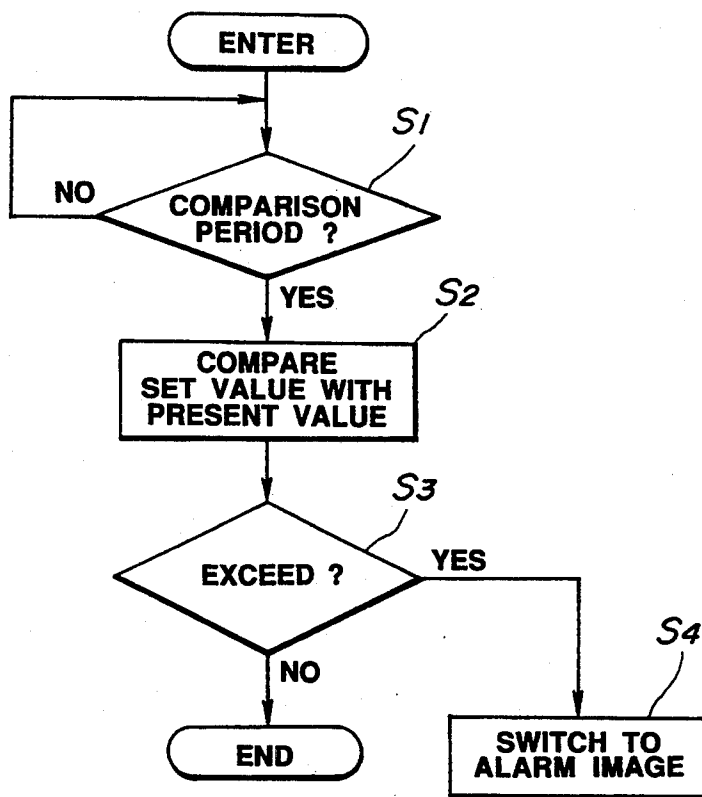 ENTER
S1
NO
COMPARISON
PERIOD ?
YES
S2
COMPARE
SET VALUE WITH
PRESENT VALUE
S3
EXCEED ?
YES
NO
S4
END
SWITCH TO
ALARM IMAGE